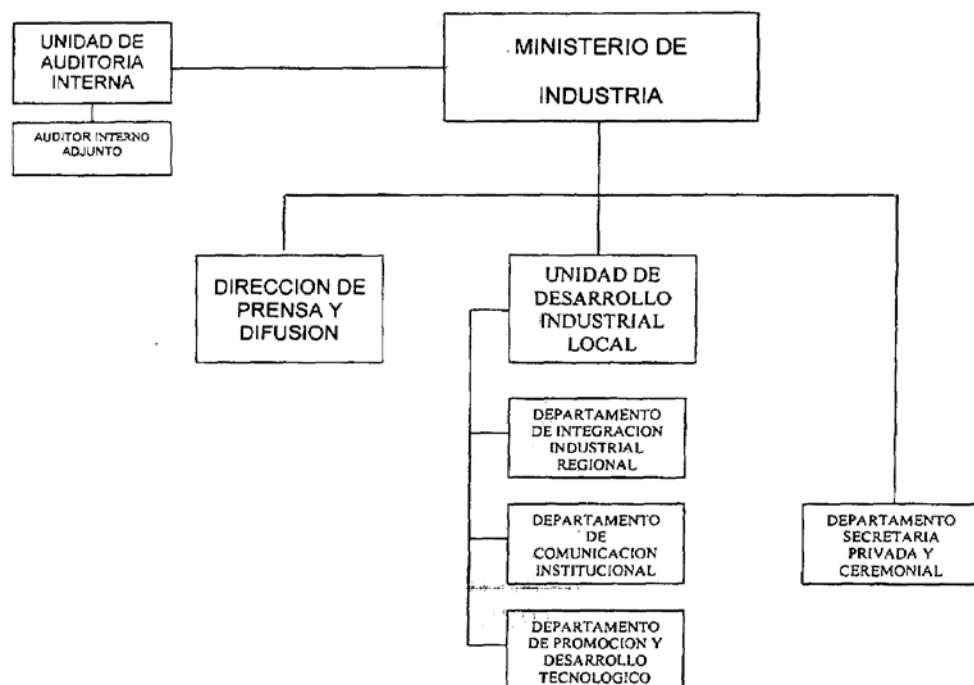 UNIDAD DE
AUDITORIA
INTERNA
AUDITOR INTERNO
ADJUNTO
MINISTERIO DE
INDUSTRIA
DIRECCION DE
PRENSA Y
DIFUSION
UNIDAD DE
DESARROLLO
INDUSTRIAL
LOCAL
DEPARTAMENTO
DE INTEGRACION
INDUSTRIAL
REGIONAL
DEPARTAMENTO
DE
COMUNICACION
INSTITUCIONAL
DEPARTAMENTO
DE PROMOCION Y
DESARROLLO
TECNOLOGICO
DEPARTAMENTO
SECRETARIA
PRIVADA Y
CEREMONIAL